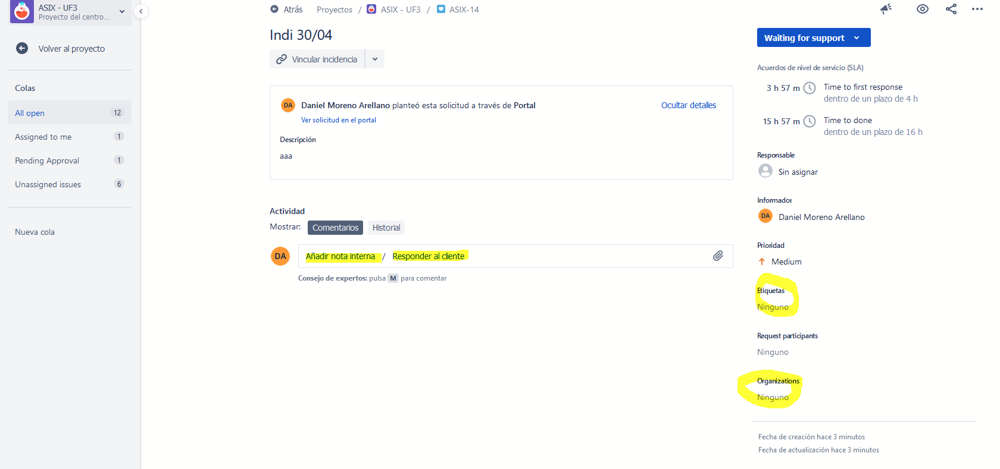 ASIX - UF3
Proyecto del centro...
Volver al proyecto
Colas
All open 12
Assigned to me 1
Pending Approval 1
Unassigned issues 6
Nueva cola
Atrás Proyectos / ASIX - UF3 / ASIX-14
Indi 30/04
Vincular incidencia
DA Daniel Moreno Arellano planteó esta solicitud a través de Portal
Ocultar detalles
Ver solicitud en el portal
Descripción
aaa
Actividad
Mostrar: Comentarios Historial
DA Añadir nota interna / Responder al cliente
Consejo de expertos: pulsa M para comentar
Waiting for support
Acuerdos de nivel de servicio (SLA)
3 h 57 m Time to first response
dentro de un plazo de 4 h
15 h 57 m Time to done
dentro de un plazo de 16 h
Responsable
Sin asignar
Informador
DA Daniel Moreno Arellano
Prioridad
Medium
Etiquetas
Ninguno
Request participants
Ninguno
Organizations
Ninguno
Fecha de creación hace 3 minutos
Fecha de actualización hace 3 minutos